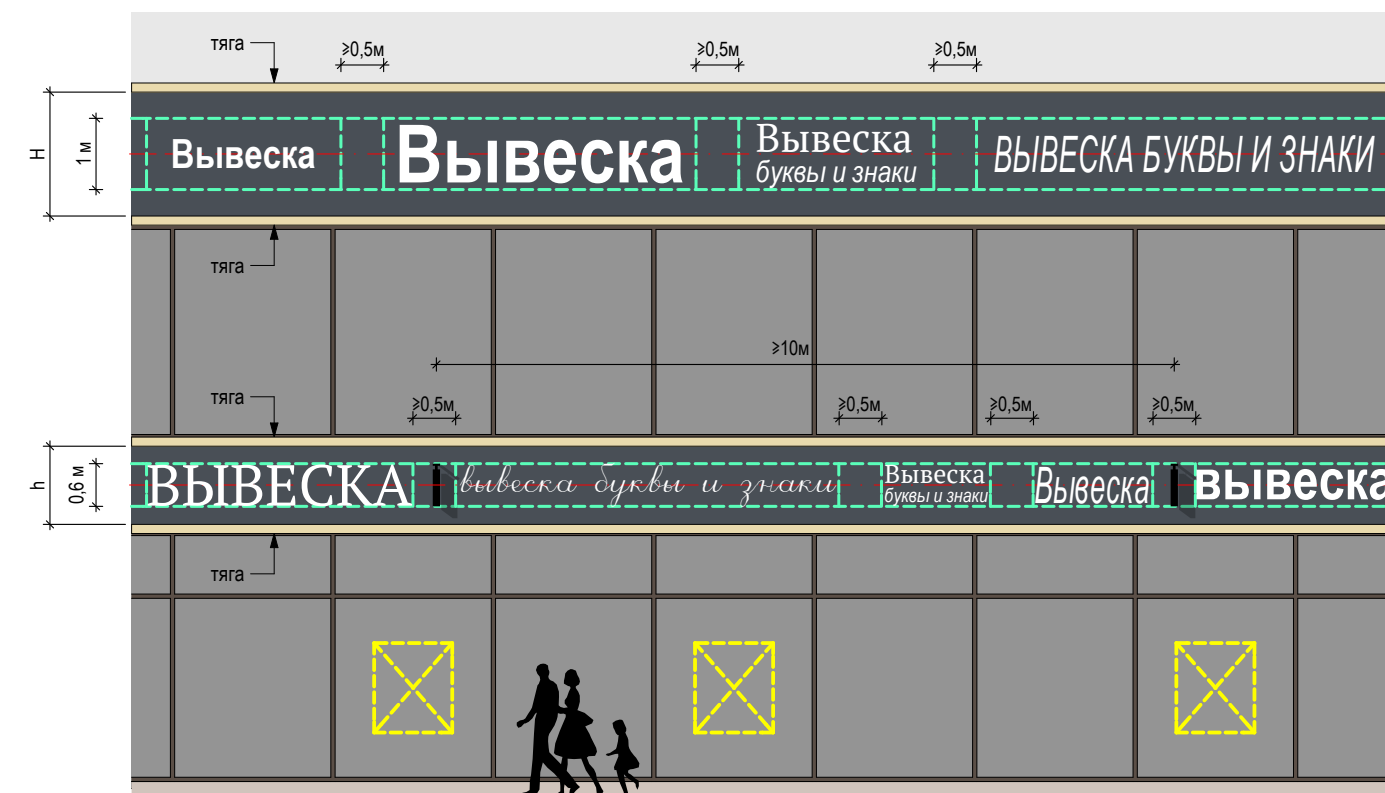 тяга
≥0,5м
≥0,5м
≥0,5м
H
1 м
Вывеска
Вывеска
Вывеска
буквы и знаки
ВЫВЕСКА БУКВЫ И ЗНАКИ
тяга
≥10м
тяга
≥0,5м
≥0,5м
≥0,5м
≥0,5м
h
0,6 м
ВЫВЕСКА
вывеска буквы и знаки
Вывеска
буквы и знаки
Вывеска
вывеска
тяга